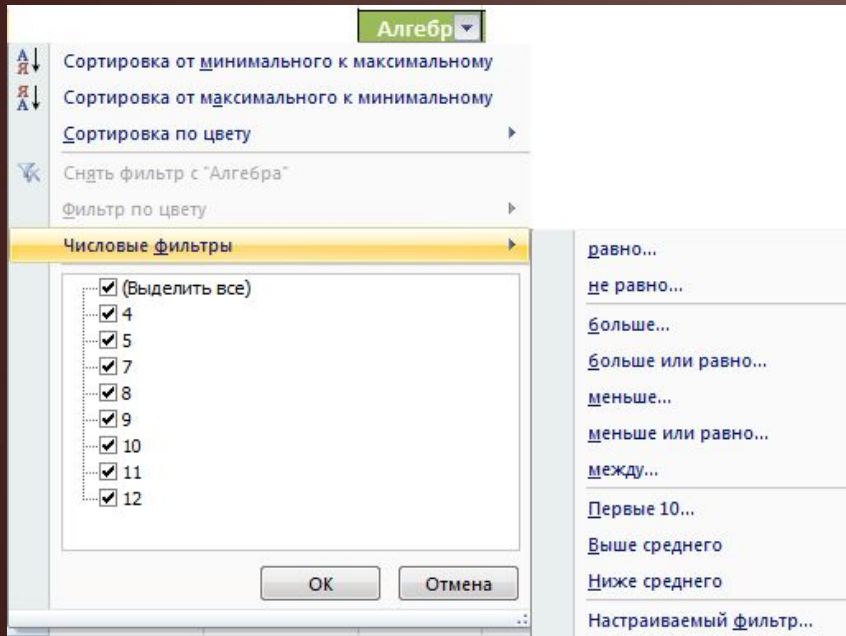 Алгебр
Сортировка от минимального к максимальному
Сортировка от максимального к минимальному
Сортировка по цвету
Снять фильтр с "Алгебра"
Фильтр по цвету
Числовые фильтры
(Выделить все)
4
5
7
8
9
10
11
12
ОК
Отмена
равно...
не равно...
больше...
больше или равно...
меньше...
меньше или равно...
между...
Первые 10...
Выше среднего
Ниже среднего
Настраиваемый фильтр...